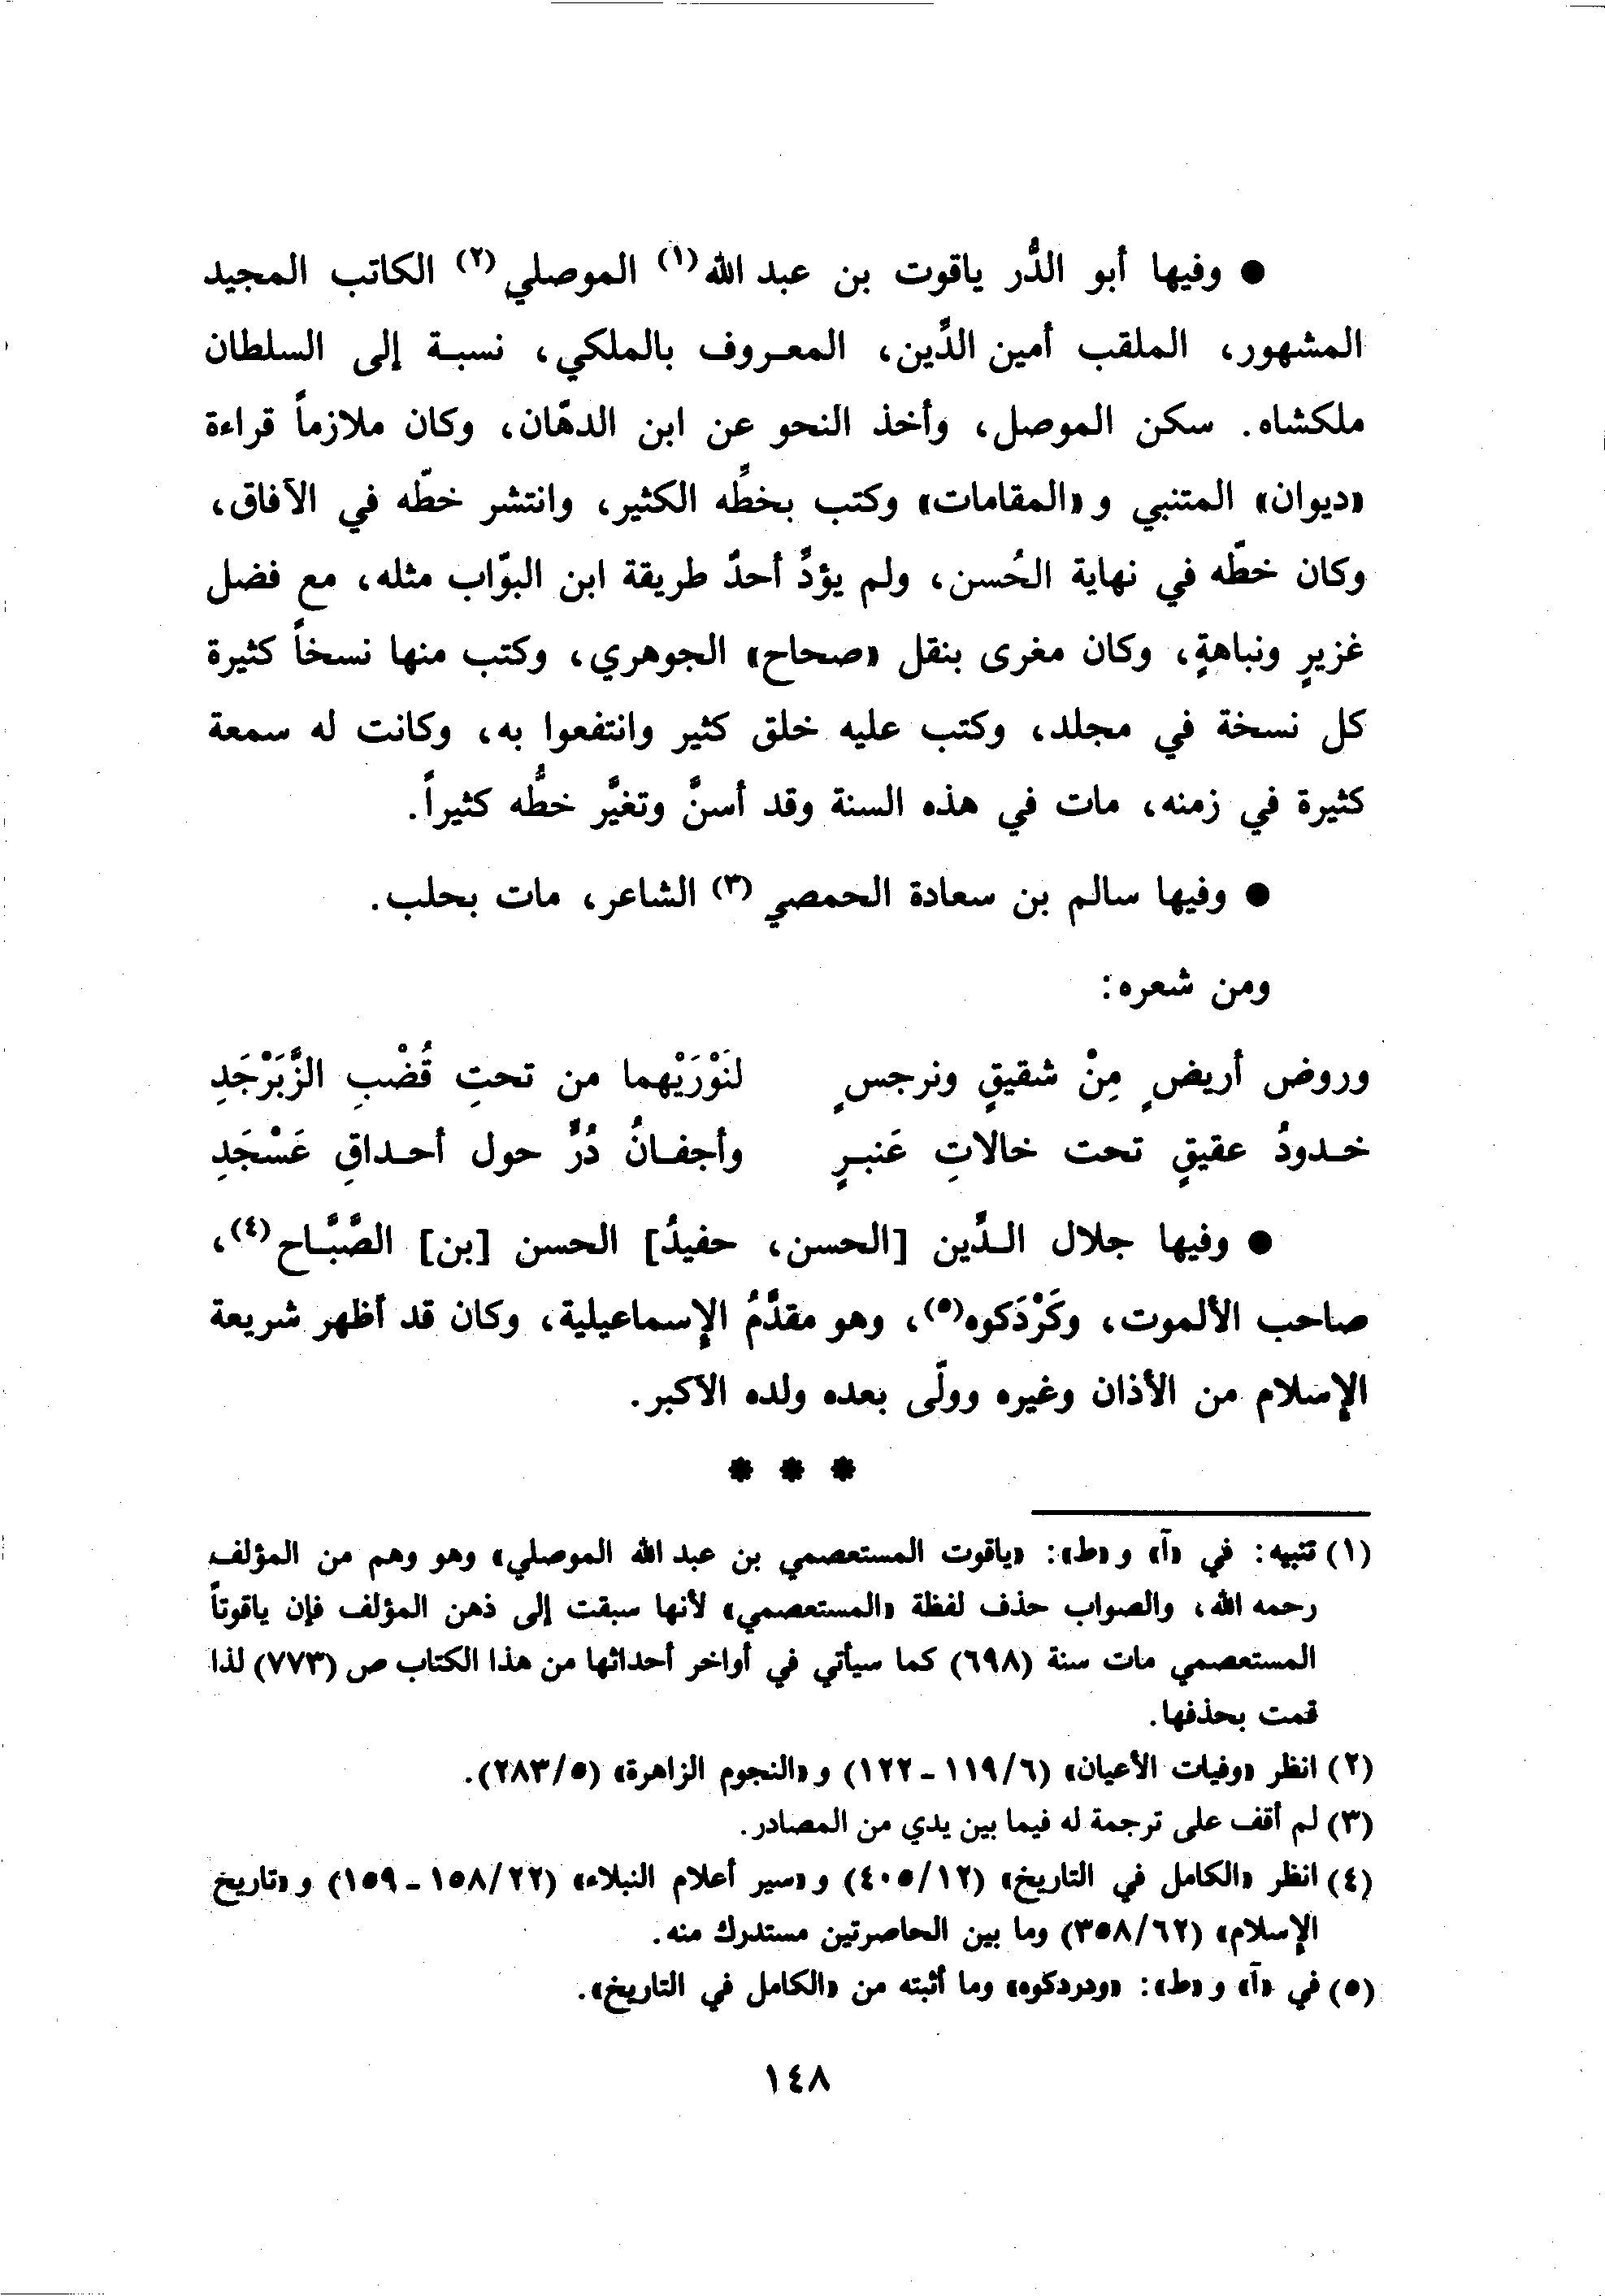 ● وفيها أبو الدُّر ياقوت بن عبد الله(١) الموصلي(٢) الكاتب المجيد
المشهور، الملقب أمين الدِّين، المعـروف بالملكي، نسبـة إلى السلطان
ملكشاه. سكن الموصل، وأخذ النحو عن ابن الدهّان، وكان ملازماً قراءة
«ديوان» المتنبي و«المقامات» وكتب بخطِّه الكثير، وانتشر خطّه في الآفاق،
وكان خطّه في نهاية الحُسن، ولم يؤدِّ أحدٌ طريقة ابن البوّاب مثله، مع فضل
غزيرٍ ونباهةٍ، وكان مغرى بنقل «صحاح» الجوهري، وكتب منها نسخاً كثيرة
كل نسخة في مجلد، وكتب عليه خلق كثير وانتفعوا به، وكانت له سمعة
كثيرة في زمنه، مات في هذه السنة وقد أسنَّ وتغيَّر خطُّه كثيراً.
● وفيها سالم بن سعادة الحمصي(٣) الشاعر، مات بحلب.
ومن شعره:
وروض أريضٍ مِنْ شقيقٍ ونرجسٍ لنَوْرَيْهما من تحتِ قُضْبِ الزَّبَرْجَدِ
خـدودُ عقيقٍ تحت خالاتِ عَنبـرٍ وأجفـانُ دُرٍّ حول أحـداقِ عَسْجَدِ
● وفيها جلال الـدِّين [الحسن، حفيدُ] الحسن [بن] الصَّبَّـاح(٤)،
صاحب الألموت، وكَرْدَكوه(٥)، وهو مقدَّمُ الإسماعيلية، وكان قد أظهر شريعة
الإسلام من الأذان وغيره وولّى بعده ولده الأكبر.
* * *
(١) تنبيه: في «آ» و«ط»: «ياقوت المستعصمي بن عبد الله الموصلي» وهو وهم من المؤلف
رحمه الله، والصواب حذف لفظة «المستعصمي» لأنها سبقت إلى ذهن المؤلف فإن ياقوتاً
المستعصمي مات سنة (٦٩٨) كما سيأتي في أواخر أحداثها من هذا الكتاب ص (٧٧٣) لذا
قمت بحذفها.
(٢) انظر «وفيات الأعيان» (٦/١١٩ - ١٢٢) و«النجوم الزاهرة» (٥/٢٨٣).
(٣) لم أقف على ترجمة له فيما بين يدي من المصادر.
(٤) انظر «الكامل في التاريخ» (١٢/٤٠٥) و«سير أعلام النبلاء» (٢٢/١٥٨ - ١٥٩) و«تاريخ
الإسلام» (٦٢/٣٥٨) وما بين الحاصرتين مستدرك منه.
(٥) في «آ» و«ط»: «ودردكوه» وما أثبته من «الكامل في التاريخ».
١٤٨